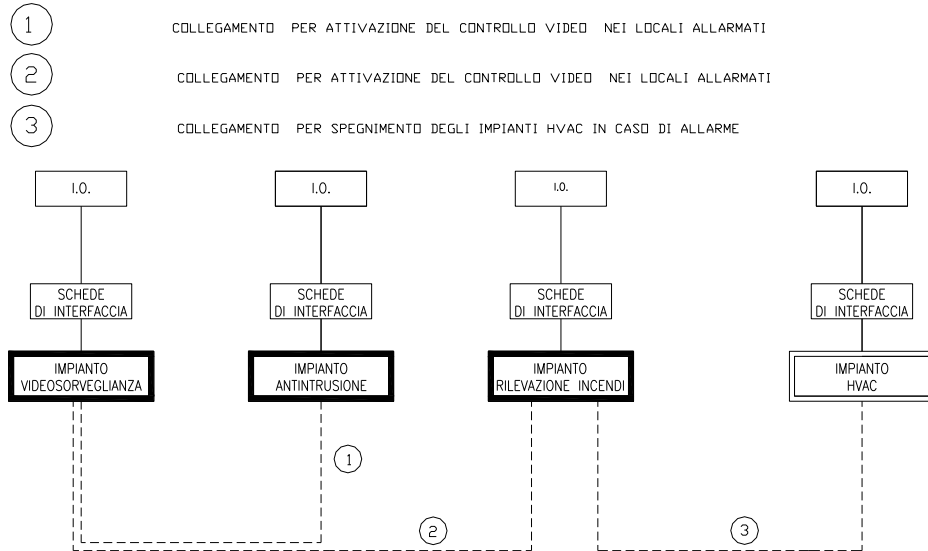 1 COLLEGAMENTO PER ATTIVAZIONE DEL CONTROLLO VIDEO NEI LOCALI ALLARMATI
2 COLLEGAMENTO PER ATTIVAZIONE DEL CONTROLLO VIDEO NEI LOCALI ALLARMATI
3 COLLEGAMENTO PER SPEGNIMENTO DEGLI IMPIANTI HVAC IN CASO DI ALLARME
I.O.
I.O.
I.O.
I.O.
SCHEDE
DI INTERFACCIA
SCHEDE
DI INTERFACCIA
SCHEDE
DI INTERFACCIA
SCHEDE
DI INTERFACCIA
IMPIANTO
VIDEOSORVEGLIANZA
IMPIANTO
ANTINTRUSIONE
IMPIANTO
RILEVAZIONE INCENDI
IMPIANTO
HVAC
1
2
3